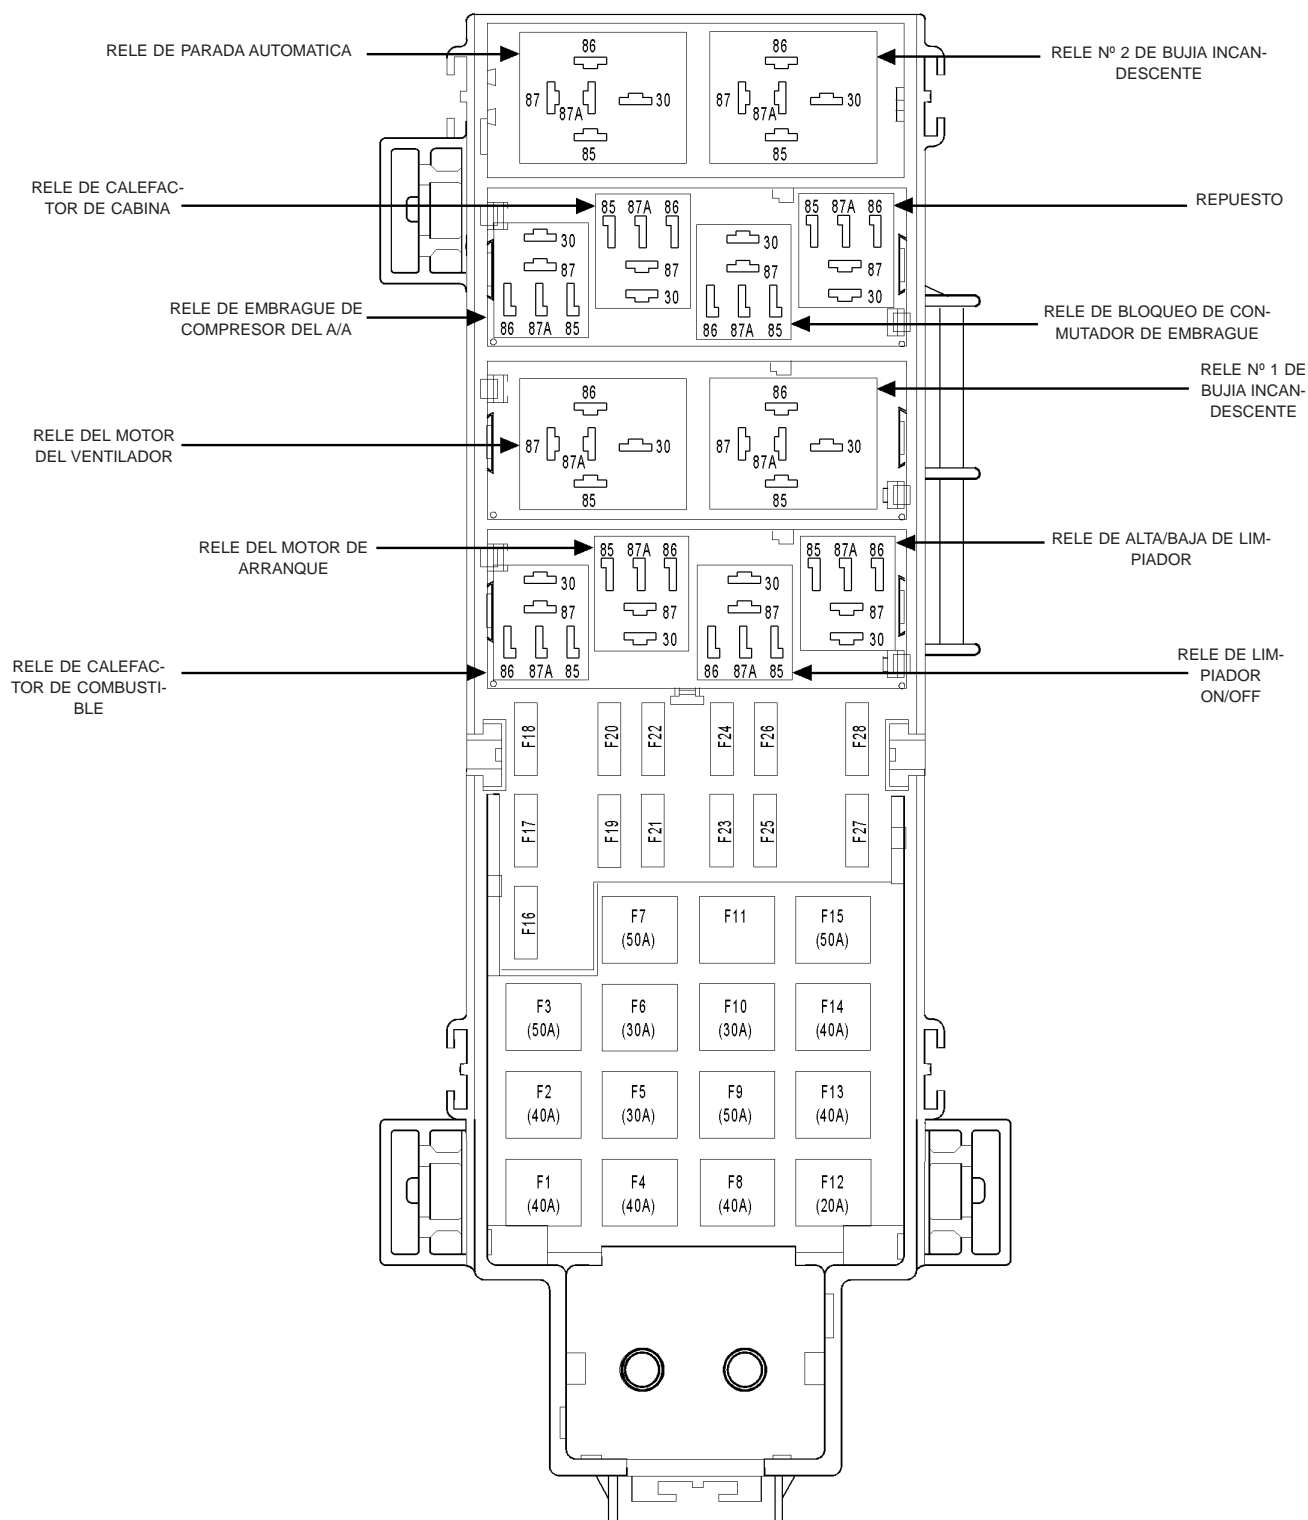 RELE DE PARADA AUTOMATICA
86
87
87A
30
85
86
87
87A
30
85
RELE Nº 2 DE BUJIA INCAN-
DESCENTE
RELE DE CALEFAC-
TOR DE CABINA
85 87A 86
87
30
85 87A 86
87
30
REPUESTO
30
87
86 87A 85
30
87
86 87A 85
RELE DE EMBRAGUE DE
COMPRESOR DEL A/A
RELE DE BLOQUEO DE CON-
MUTADOR DE EMBRAGUE
RELE Nº 1 DE
BUJIA INCAN-
DESCENTE
86
87
87A
30
85
86
87
87A
30
85
RELE DEL MOTOR
DEL VENTILADOR
RELE DEL MOTOR DE
ARRANQUE
85 87A 86
87
30
85 87A 86
87
30
RELE DE ALTA/BAJA DE LIM-
PIADOR
30
87
86 87A 85
30
87
86 87A 85
RELE DE CALEFAC-
TOR DE COMBUSTI-
BLE
RELE DE LIM-
PIADOR
ON/OFF
F18
F20
F22
F24
F26
F28
F17
F19
F21
F23
F25
F27
F16
F7
(50A)
F11
F15
(50A)
F3
(50A)
F6
(30A)
F10
(30A)
F14
(40A)
F2
(40A)
F5
(30A)
F9
(50A)
F13
(40A)
F1
(40A)
F4
(40A)
F8
(40A)
F12
(20A)